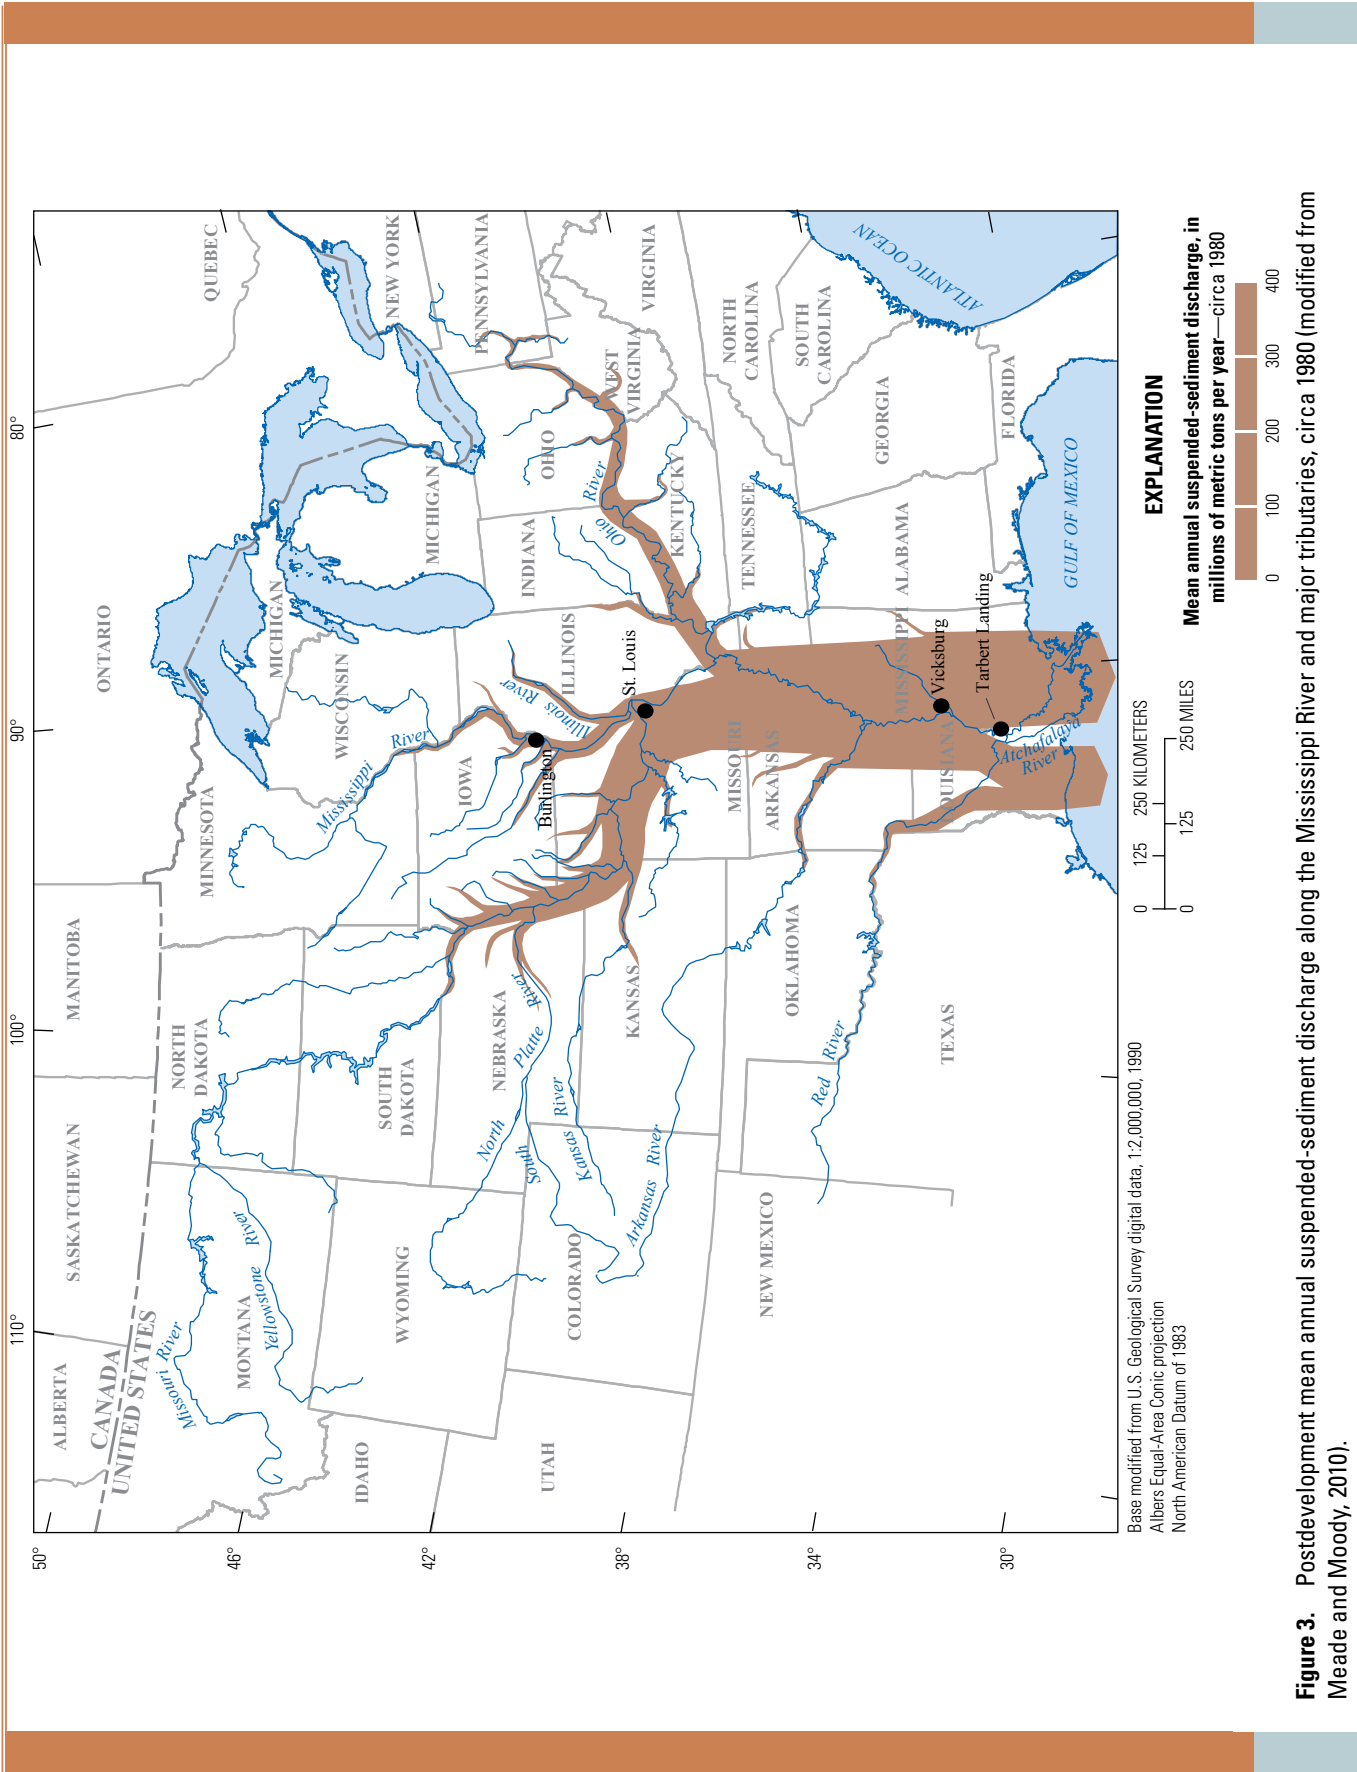 110°
100°
90°
80°
50°
46°
42°
38°
34°
30°
ALBERTA
SASKATCHEWAN
MANITOBA
ONTARIO
QUEBEC
CANADA
UNITED STATES
Missouri River
MONTANA
Yellowstone River
NORTH
DAKOTA
MINNESOTA
MICHIGAN
WISCONSIN
MICHIGAN
NEW YORK
IDAHO
WYOMING
SOUTH
DAKOTA
Mississippi River
IOWA
PENNSYLVANIA
NEBRASKA
North Platte River
South
Burlington
Illinois River
ILLINOIS
INDIANA
OHIO
Ohio River
UTAH
COLORADO
Kansas River
KANSAS
St. Louis
WEST
VIRGINIA
VIRGINIA
KENTUCKY
Arkansas River
MISSOURI
TENNESSEE
NORTH
CAROLINA
NEW MEXICO
OKLAHOMA
ARKANSAS
SOUTH
CAROLINA
Red River
MISSISSIPPI
ALABAMA
GEORGIA
ATLANTIC OCEAN
TEXAS
LOUISIANA
Vicksburg
Tarbert Landing
FLORIDA
Atchafalaya
River
GULF OF MEXICO
Base modified from U.S. Geological Survey digital data, 1:2,000,000, 1990
Albers Equal-Area Conic projection
North American Datum of 1983
0 125 250 KILOMETERS
0 125 250 MILES
EXPLANATION
Mean annual suspended-sediment discharge, in
millions of metric tons per year—circa 1980
0 100 200 300 400
Figure 3. Postdevelopment mean annual suspended-sediment discharge along the Mississippi River and major tributaries, circa 1980 (modified from
Meade and Moody, 2010).